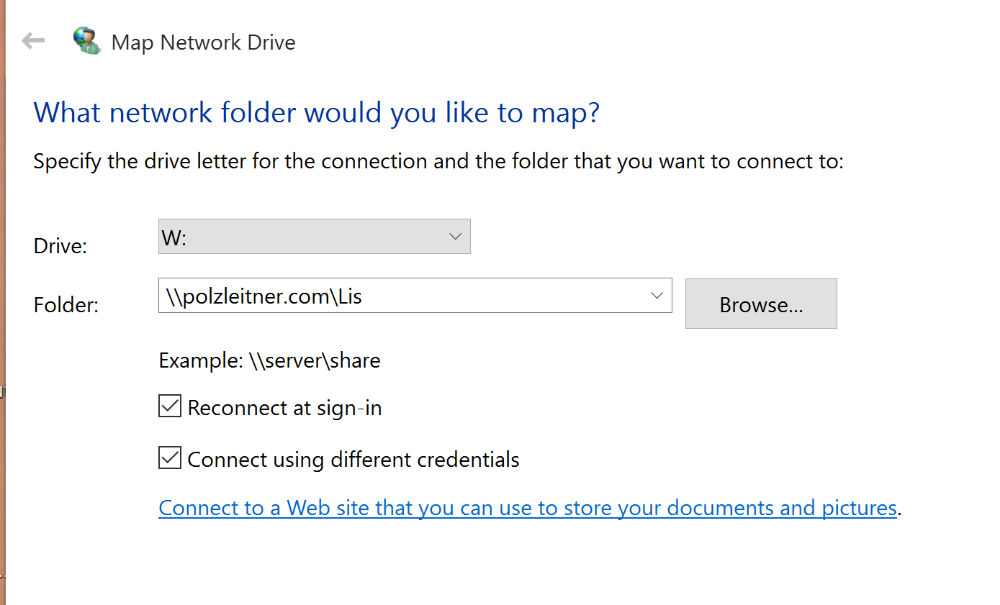 Map Network Drive
What network folder would you like to map?
Specify the drive letter for the connection and the folder that you want to connect to:
Drive: W:
Folder: \\polzleitner.com\Lis Browse...
Example: \\server\share
Reconnect at sign-in
Connect using different credentials
Connect to a Web site that you can use to store your documents and pictures.